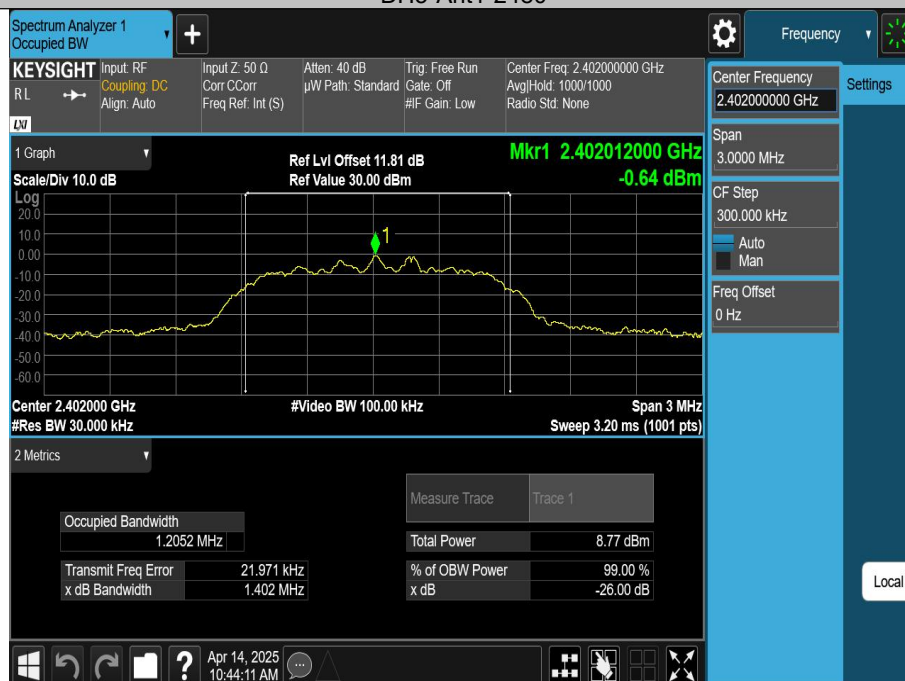 Spectrum Analyzer 1
Occupied BW
+
Frequency
KEYSIGHT
RL
LXI
Input: RF
Coupling: DC
Align: Auto
Input Z: 50 Ω
Corr CCorr
Freq Ref: Int (S)
Atten: 40 dB
µW Path: Standard
Trig: Free Run
Gate: Off
#IF Gain: Low
Center Freq: 2.402000000 GHz
Avg|Hold: 1000/1000
Radio Std: None
Center Frequency
2.402000000 GHz
Settings
Span
3.0000 MHz
CF Step
300.000 kHz
Auto
Man
Freq Offset
0 Hz
Local
1 Graph
Scale/Div 10.0 dB
Ref Lvl Offset 11.81 dB
Ref Value 30.00 dBm
Mkr1 2.402012000 GHz
-0.64 dBm
Log
20.0
10.0
0.00
-10.0
-20.0
-30.0
-40.0
-50.0
-60.0
1
Center 2.402000 GHz
#Video BW 100.00 kHz
Span 3 MHz
#Res BW 30.000 kHz
Sweep 3.20 ms (1001 pts)
2 Metrics
Measure Trace
Trace 1
Occupied Bandwidth
1.2052 MHz
Total Power
8.77 dBm
Transmit Freq Error
21.971 kHz
% of OBW Power
99.00 %
x dB Bandwidth
1.402 MHz
x dB
-26.00 dB
?
Apr 14, 2025
10:44:11 AM